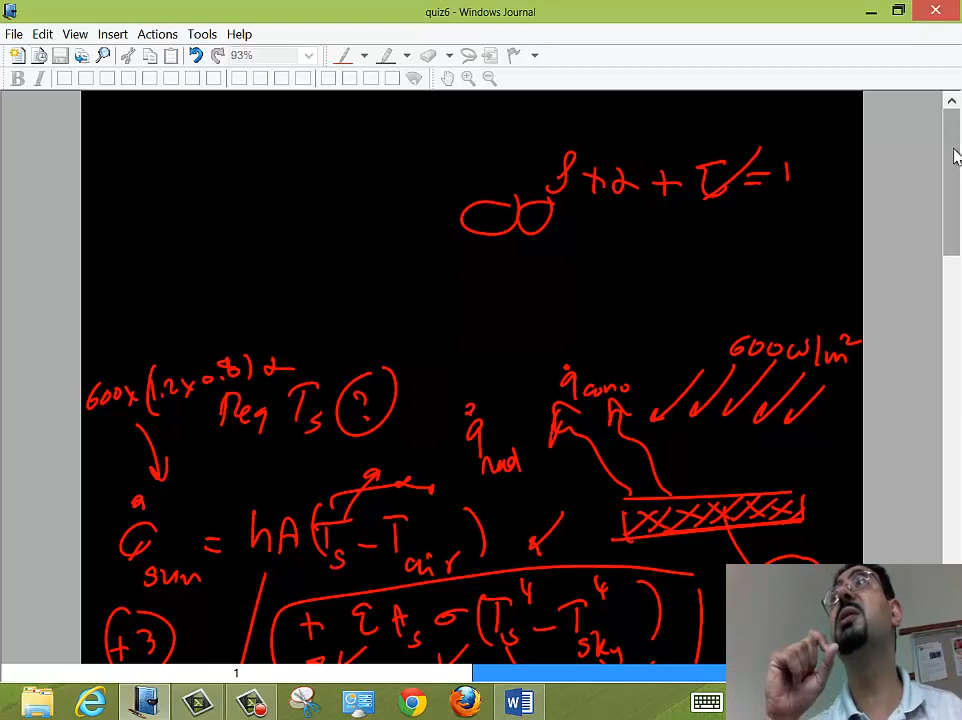 quiz6 - Windows Journal
File Edit View Insert Actions Tools Help
93%
B I
ρ + α + τ = 1
600 W/m²
600 x (1.2 x 0.8) α
Req Ts ?
q̇conv
q̇rad
Q̇sun = hA(Ts - Tair)
+3
+ ε As σ (Ts⁴ - Tsky⁴)
1